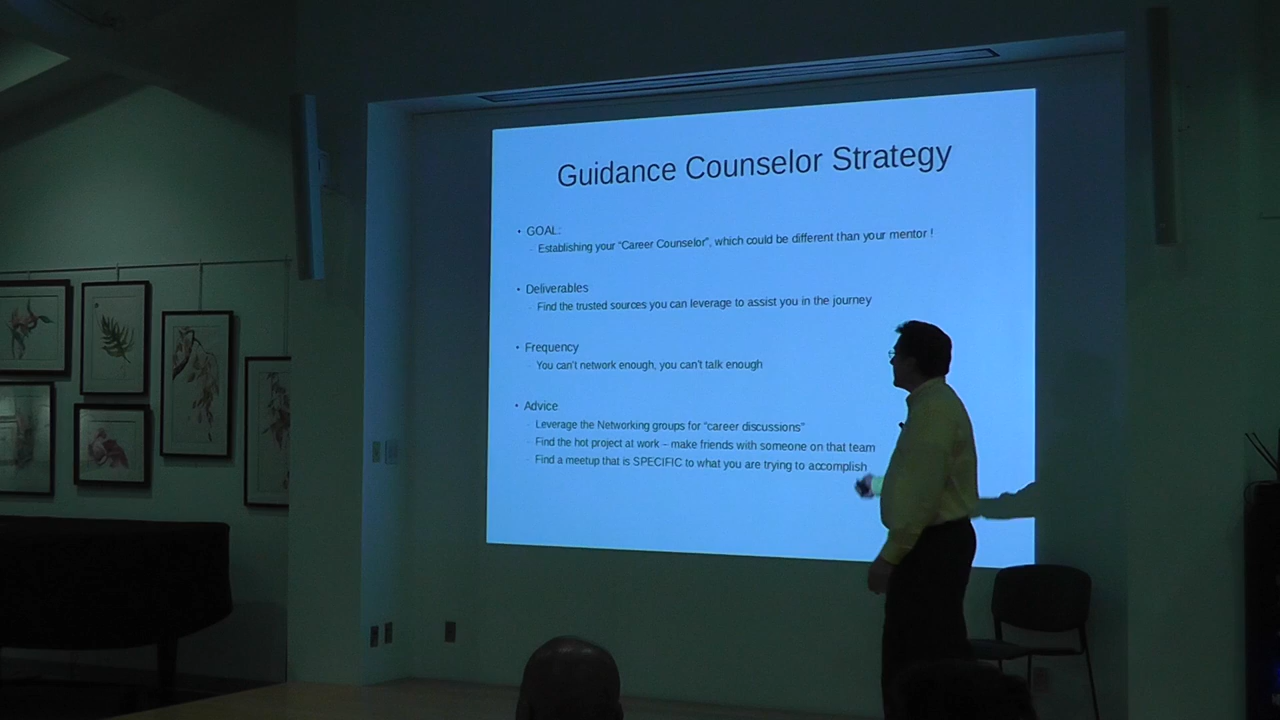 Guidance Counselor Strategy
• GOAL:
– Establishing your “Career Counselor”, which could be different than your mentor !
• Deliverables
– Find the trusted sources you can leverage to assist you in the journey
• Frequency
– You can't network enough, you can't talk enough
• Advice
– Leverage the Networking groups for “career discussions”
– Find the hot project at work – make friends with someone on that team
– Find a meetup that is SPECIFIC to what you are trying to accomplish